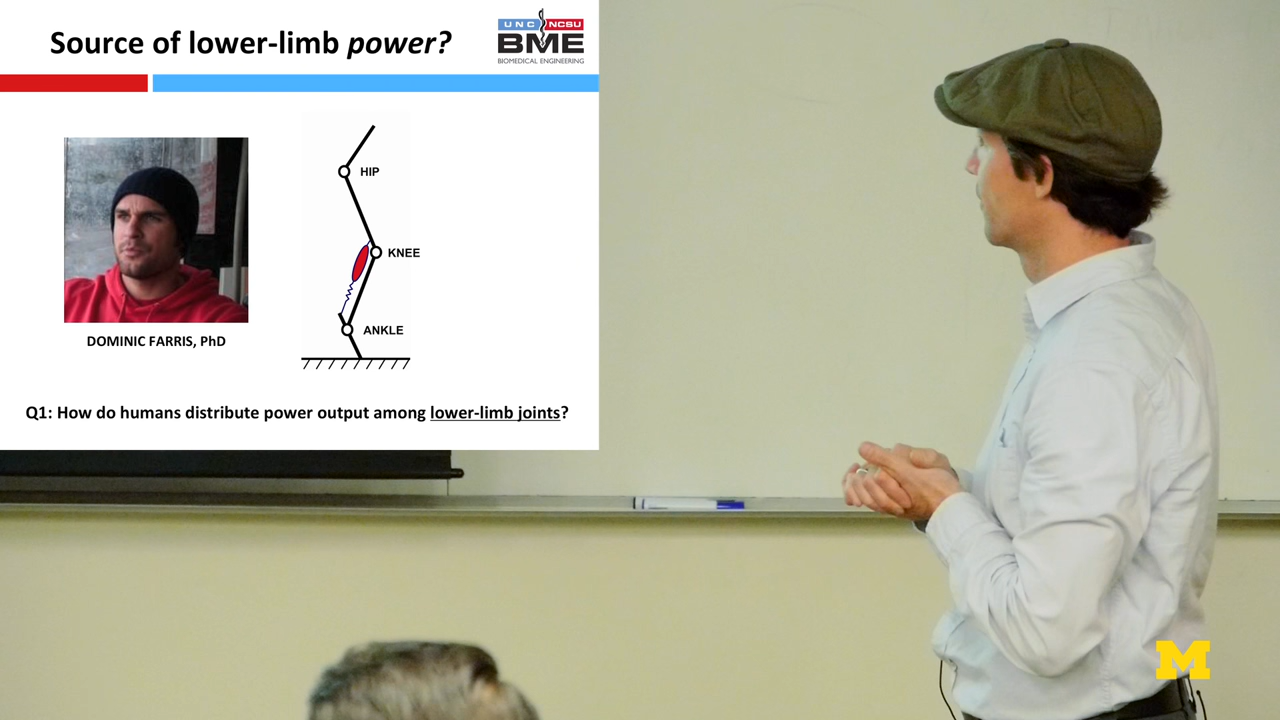 Source of lower-limb power?
UNC NCSU
BME
BIOMEDICAL ENGINEERING
HIP
KNEE
ANKLE
DOMINIC FARRIS, PhD
Q1: How do humans distribute power output among lower-limb joints?
M